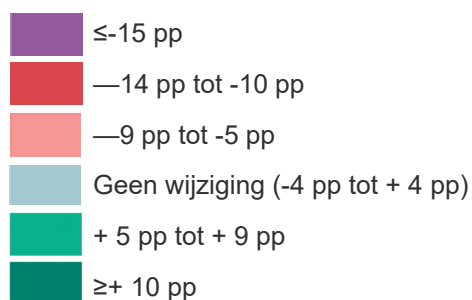 ≤-15 pp
—14 pp tot -10 pp
—9 pp tot -5 pp
Geen wijziging (-4 pp tot + 4 pp)
+ 5 pp tot + 9 pp
≥+ 10 pp